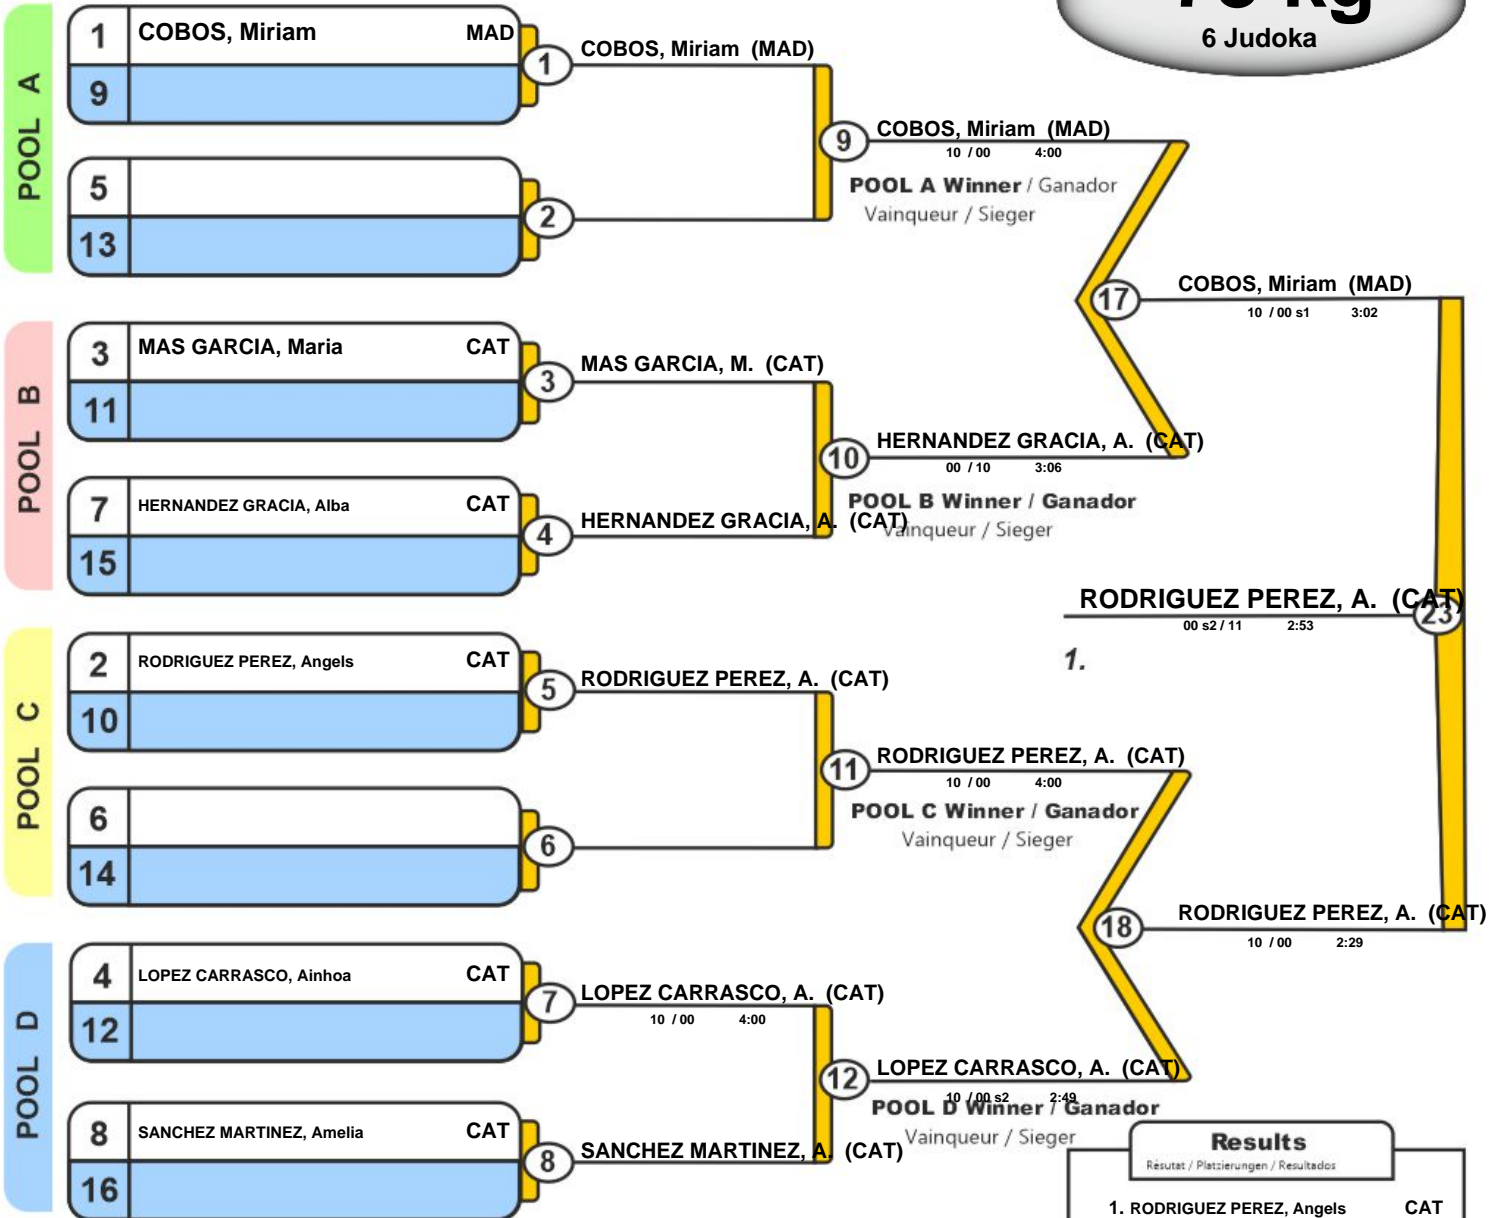 6 Judoka
POOL A
1 COBOS, Miriam MAD
9
5
13
1
COBOS, Miriam (MAD)
2
9
COBOS, Miriam (MAD)
10 / 00 4:00
POOL A Winner / Ganador
Vainqueur / Sieger
POOL B
3 MAS GARCIA, Maria CAT
11
7 HERNANDEZ GRACIA, Alba CAT
15
3
MAS GARCIA, M. (CAT)
4
HERNANDEZ GRACIA, A. (CAT)
10
HERNANDEZ GRACIA, A. (CAT)
00 / 10 3:06
POOL B Winner / Ganador
Vainqueur / Sieger
17
COBOS, Miriam (MAD)
10 / 00 s1 3:02
RODRIGUEZ PEREZ, A. (CAT)
23
00 s2 / 11 2:53
1.
POOL C
2 RODRIGUEZ PEREZ, Angels CAT
10
6
14
5
RODRIGUEZ PEREZ, A. (CAT)
6
11
RODRIGUEZ PEREZ, A. (CAT)
10 / 00 4:00
POOL C Winner / Ganador
Vainqueur / Sieger
18
RODRIGUEZ PEREZ, A. (CAT)
10 / 00 2:29
POOL D
4 LOPEZ CARRASCO, Ainhoa CAT
12
8 SANCHEZ MARTINEZ, Amelia CAT
16
7
LOPEZ CARRASCO, A. (CAT)
10 / 00 4:00
8
SANCHEZ MARTINEZ, A. (CAT)
12
LOPEZ CARRASCO, A. (CAT)
10 / 00 s2 2:49
POOL D Winner / Ganador
Vainqueur / Sieger
Results
Résutat / Platzierungen / Resultados
1. RODRIGUEZ PEREZ, Angels CAT